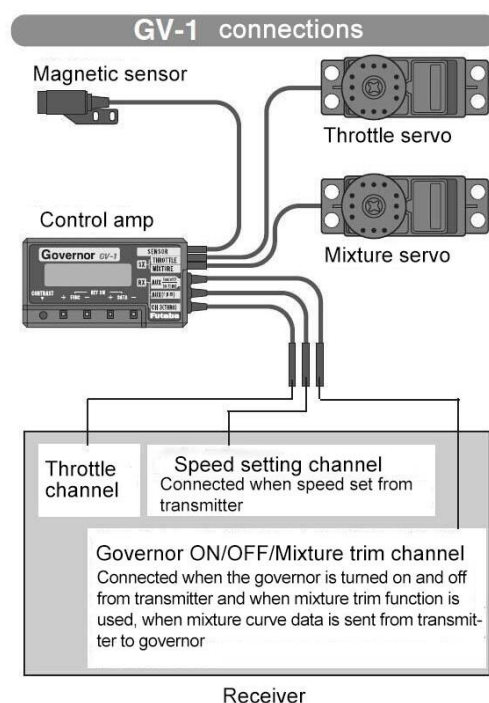 GV-1 connections
Magnetic sensor
Throttle servo
Mixture servo
Control amp
Governor GV-1
SENSOR
THROTTLE
MIXTURE
CONTRAST
Futaba
Throttle
channel
Speed setting channel
Connected when speed set from
transmitter
Governor ON/OFF/Mixture trim channel
Connected when the governor is turned on and off
from transmitter and when mixture trim function is
used, when mixture curve data is sent from transmit-
ter to governor
Receiver